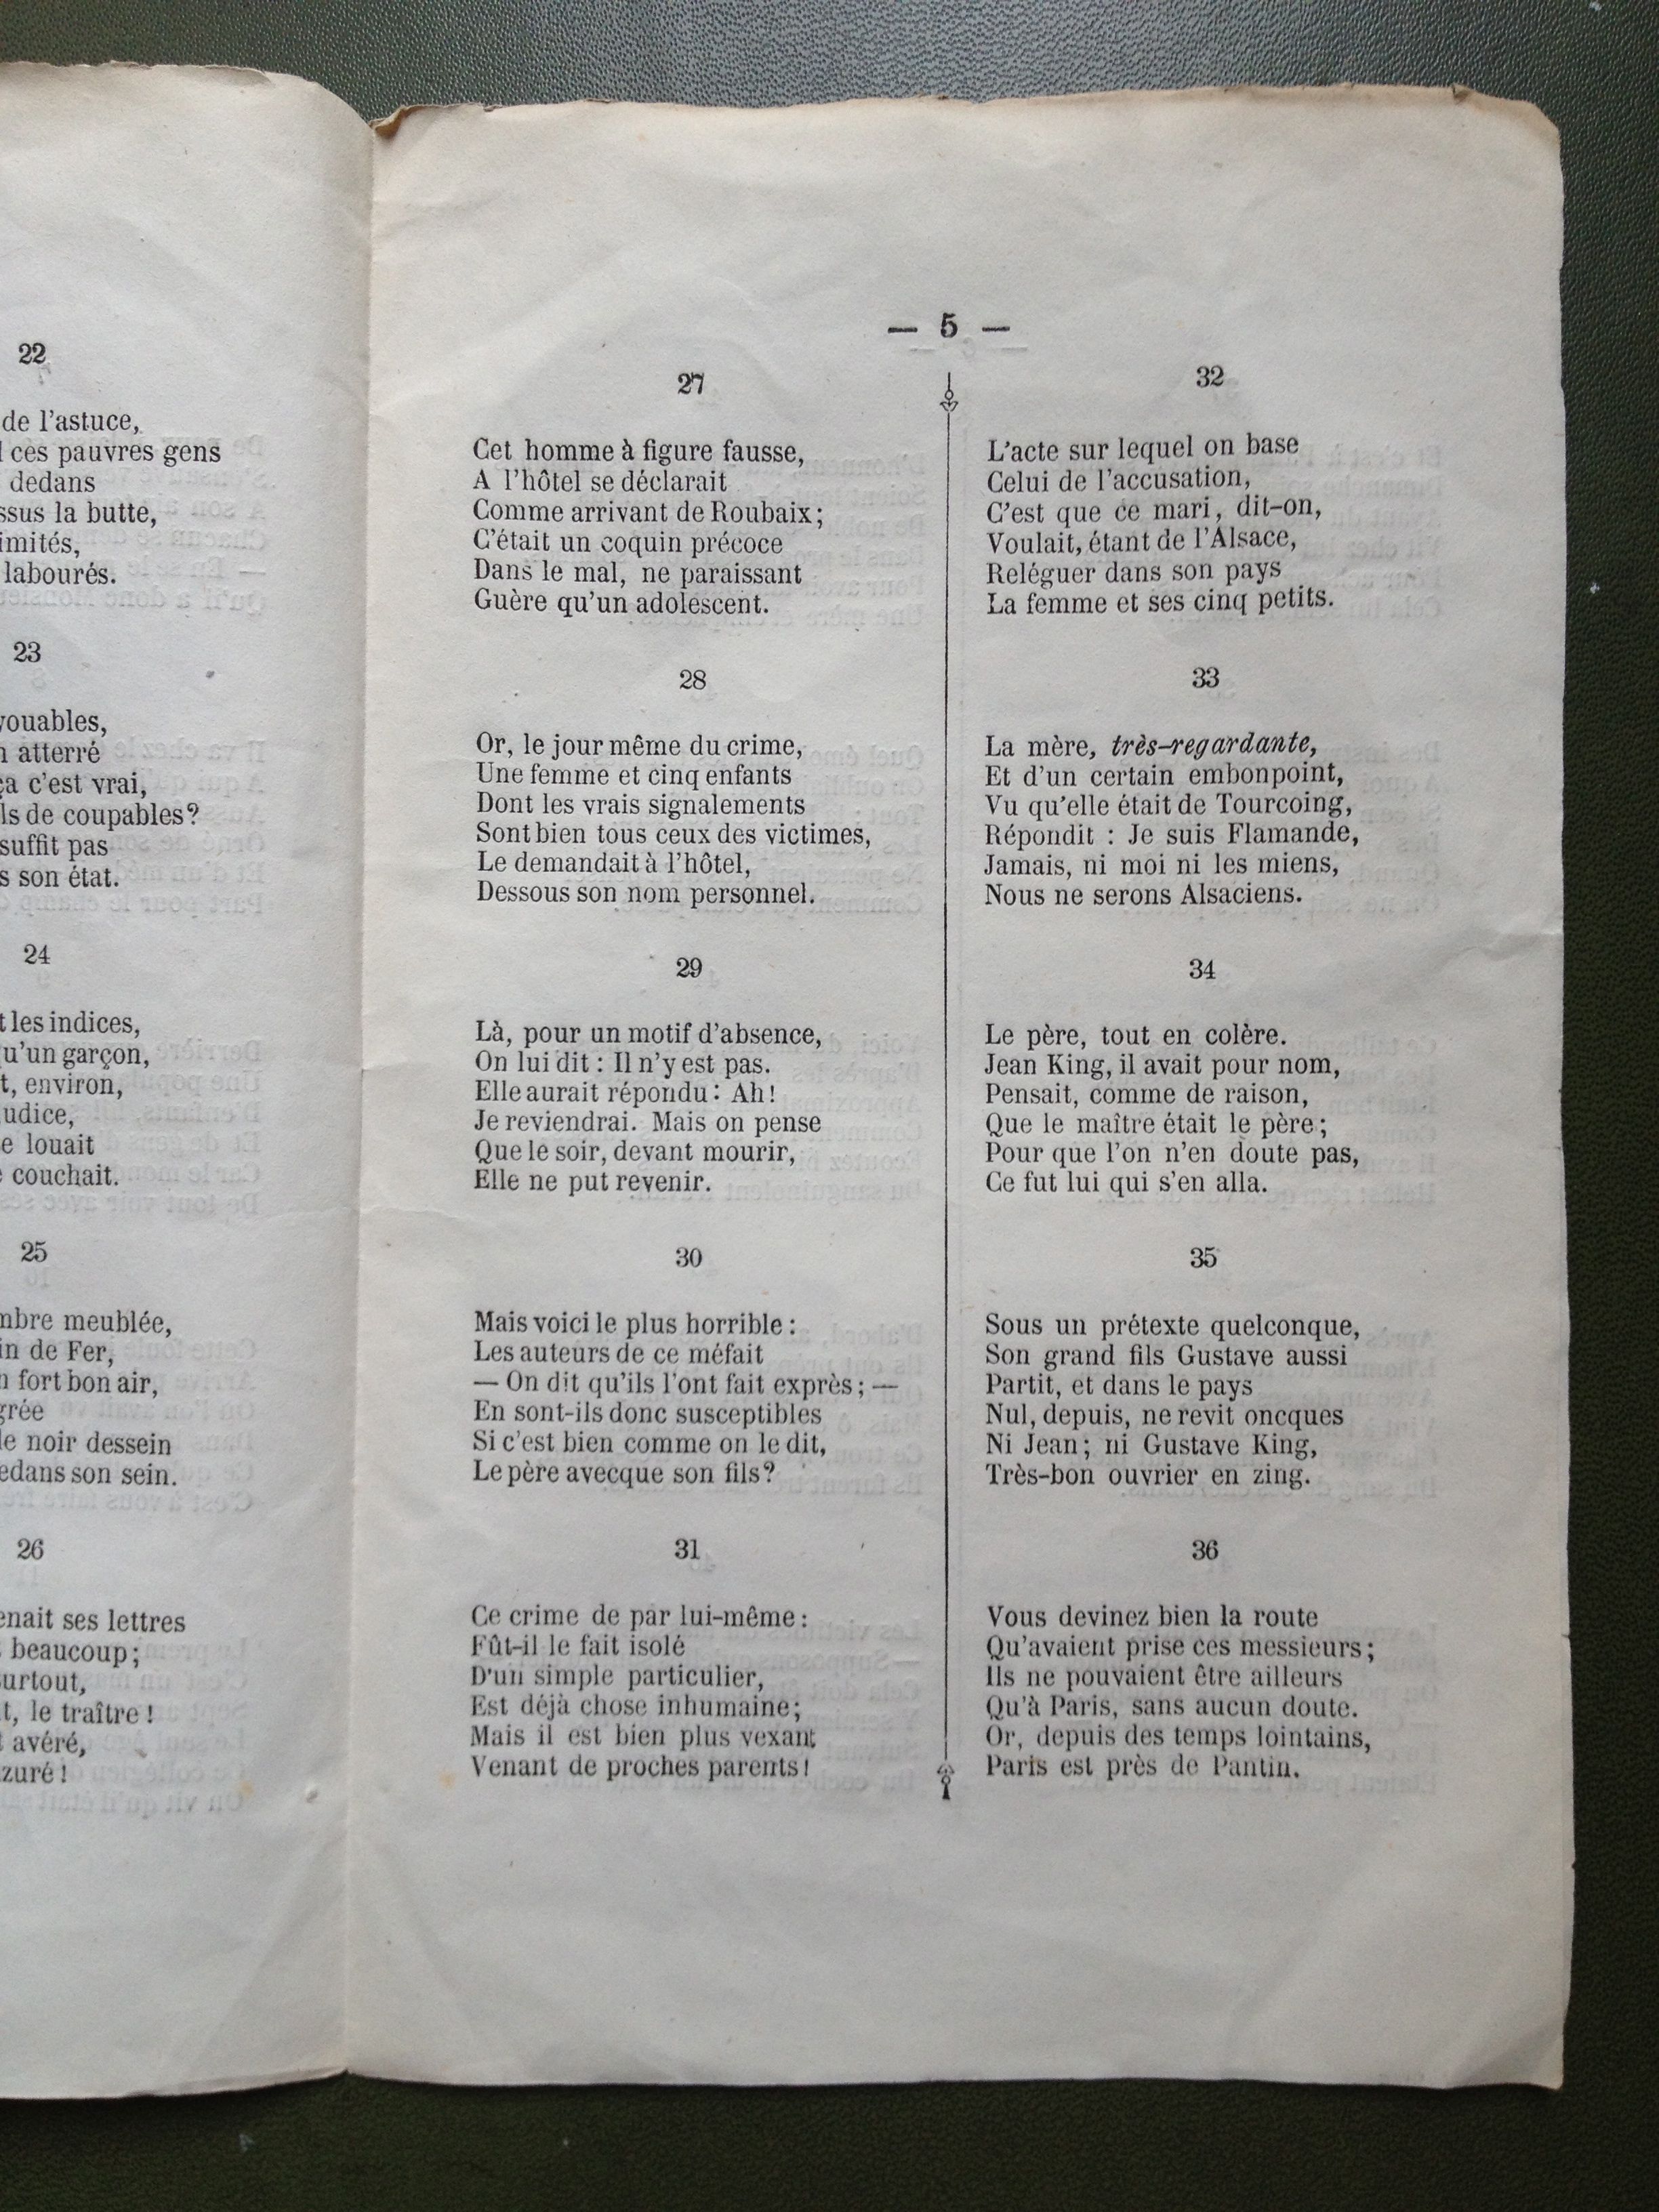 22
de l'astuce,
ces pauvres gens
dedans
la butte,
labourés.
23
atterré
c'est vrai,
de coupables?
suffit pas
son état.
24
les indices,
qu'un garçon,
environ,
louait
couchait.
25
meublée,
de Fer,
fort bon air,
noir dessein
son sein.
26
ses lettres
beaucoup;
le traître!
avéré,
— 5 —
27
Cet homme à figure fausse,
A l'hôtel se déclarait
Comme arrivant de Roubaix;
C'était un coquin précoce
Dans le mal, ne paraissant
Guère qu'un adolescent.
28
Or, le jour même du crime,
Une femme et cinq enfants
Dont les vrais signalements
Sont bien tous ceux des victimes,
Le demandait à l'hôtel,
Dessous son nom personnel.
29
Là, pour un motif d'absence,
On lui dit: Il n'y est pas.
Elle aurait répondu: Ah!
Je reviendrai. Mais on pense
Que le soir, devant mourir,
Elle ne put revenir.
30
Mais voici le plus horrible:
Les auteurs de ce méfait
— On dit qu'ils l'ont fait exprès; —
En sont-ils donc susceptibles
Si c'est bien comme on le dit,
Le père avecque son fils?
31
Ce crime de par lui-même:
Fût-il le fait isolé
D'un simple particulier,
Est déjà chose inhumaine;
Mais il est bien plus vexant
Venant de proches parents!
32
L'acte sur lequel on base
Celui de l'accusation,
C'est que ce mari, dit-on,
Voulait, étant de l'Alsace,
Reléguer dans son pays
La femme et ses cinq petits.
33
La mère, très-regardante,
Et d'un certain embonpoint,
Vu qu'elle était de Tourcoing,
Répondit : Je suis Flamande,
Jamais, ni moi ni les miens,
Nous ne serons Alsaciens.
34
Le père, tout en colère.
Jean King, il avait pour nom,
Pensait, comme de raison,
Que le maître était le père;
Pour que l'on n'en doute pas,
Ce fut lui qui s'en alla.
35
Sous un prétexte quelconque,
Son grand fils Gustave aussi
Partit, et dans le pays
Nul, depuis, ne revit oncques
Ni Jean; ni Gustave King,
Très-bon ouvrier en zing.
36
Vous devinez bien la route
Qu'avaient prise ces messieurs;
Ils ne pouvaient être ailleurs
Qu'à Paris, sans aucun doute.
Or, depuis des temps lointains,
Paris est près de Pantin.